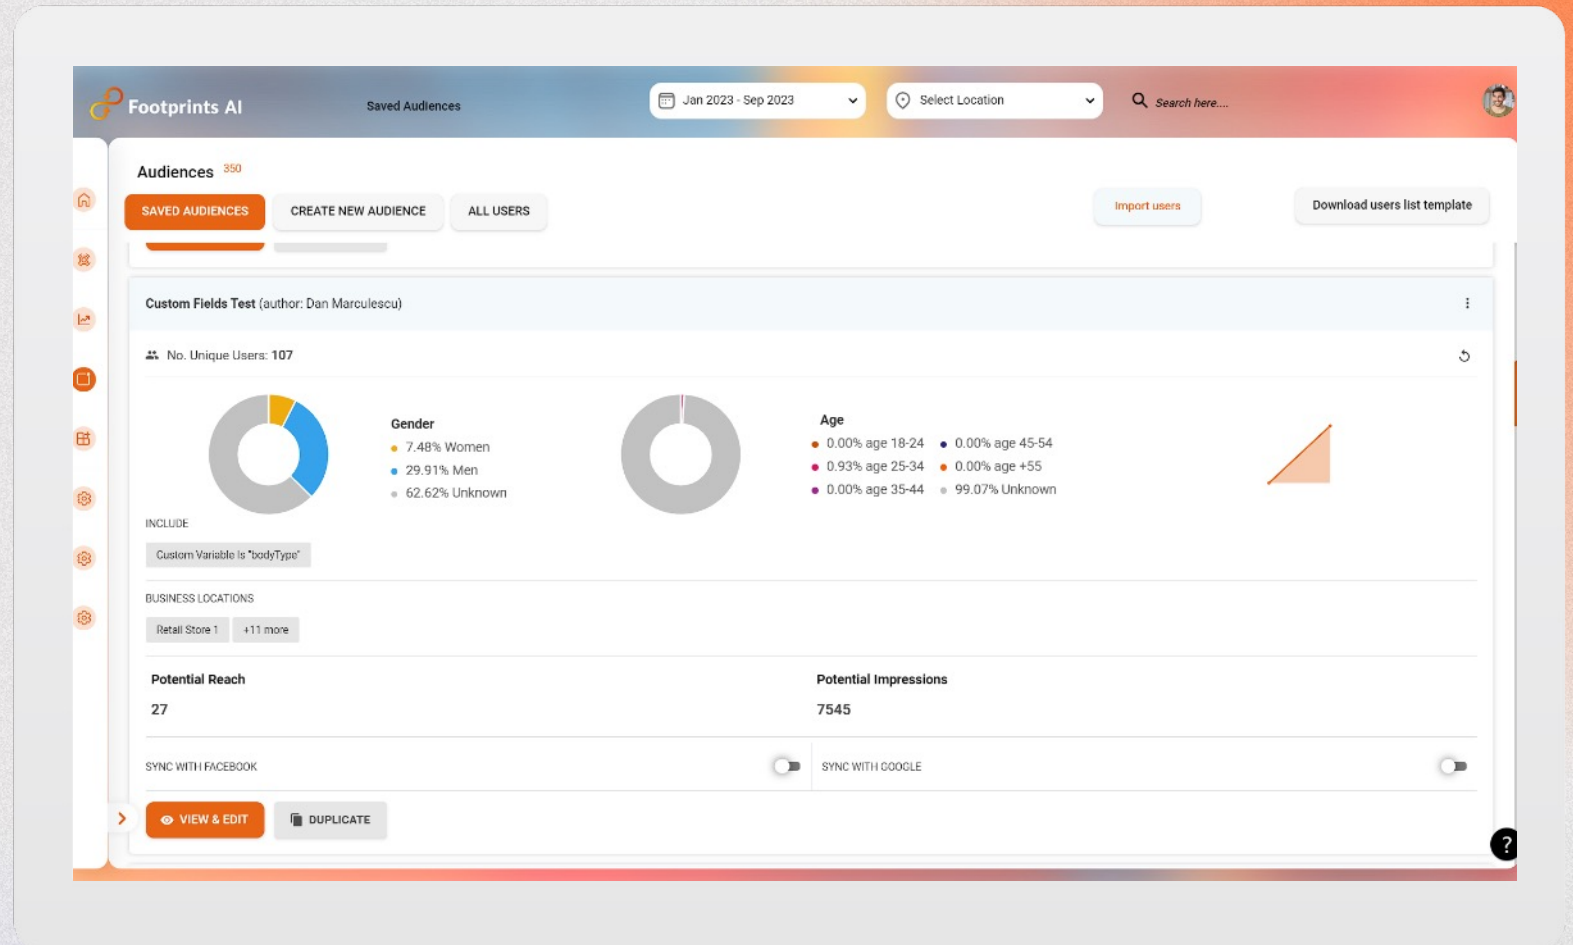 Footprints AI
Saved Audiences
Jan 2023 - Sep 2023
Select Location
Search here....
Audiences 350
SAVED AUDIENCES
CREATE NEW AUDIENCE
ALL USERS
Import users
Download users list template
Custom Fields Test (author: Dan Marculescu)
No. Unique Users: 107
Gender
7.48% Women
29.91% Men
62.62% Unknown
Age
0.00% age 18-24
0.00% age 45-54
0.93% age 25-34
0.00% age +55
0.00% age 35-44
99.07% Unknown
INCLUDE
Custom Variable Is "bodyType"
BUSINESS LOCATIONS
Retail Store 1
+11 more
Potential Reach
Potential Impressions
27
7545
SYNC WITH FACEBOOK
SYNC WITH GOOGLE
VIEW & EDIT
DUPLICATE
?